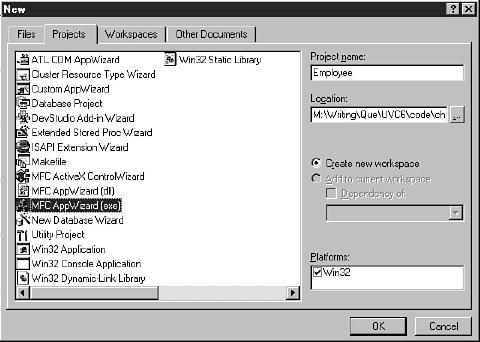 New
Files
Projects
Workspaces
Other Documents
ATL COM AppWizard
Cluster Resource Type Wizard
Custom AppWizard
Database Project
DevStudio Add-in Wizard
Extended Stored Proc Wizard
ISAPI Extension Wizard
Makefile
MFC ActiveX ControlWizard
MFC AppWizard (dll)
MFC AppWizard (exe)
New Database Wizard
Utility Project
Win32 Application
Win32 Console Application
Win32 Dynamic-Link Library
Win32 Static Library
Project name:
Employee
Location:
M:\Writing\Que\UVC6\code\ch
...
Create new workspace
Add to current workspace
Dependency of:
Platforms:
Win32
OK
Cancel